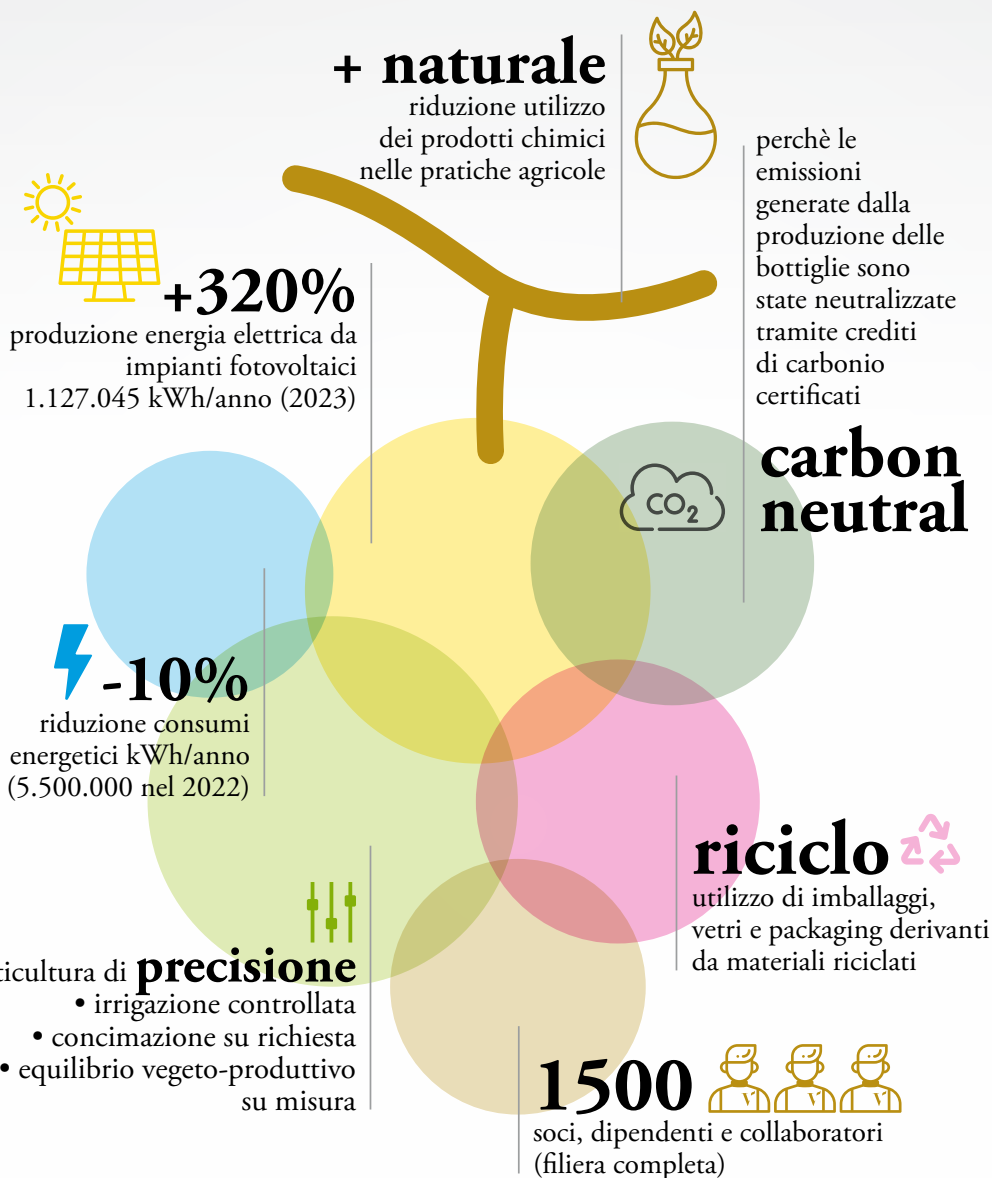 + naturale
riduzione utilizzo
dei prodotti chimici
nelle pratiche agricole
perchè le
emissioni
generate dalla
produzione delle
bottiglie sono
state neutralizzate
tramite crediti
di carbonio
certificati
carbon
neutral
CO2
+320%
produzione energia elettrica da
impianti fotovoltaici
1.127.045 kWh/anno (2023)
-10%
riduzione consumi
energetici kWh/anno
(5.500.000 nel 2022)
riciclo
utilizzo di imballaggi,
vetri e packaging derivanti
da materiali riciclati
ticultura di precisione
• irrigazione controllata
• concimazione su richiesta
• equilibrio vegeto-produttivo
su misura
1500
soci, dipendenti e collaboratori
(filiera completa)